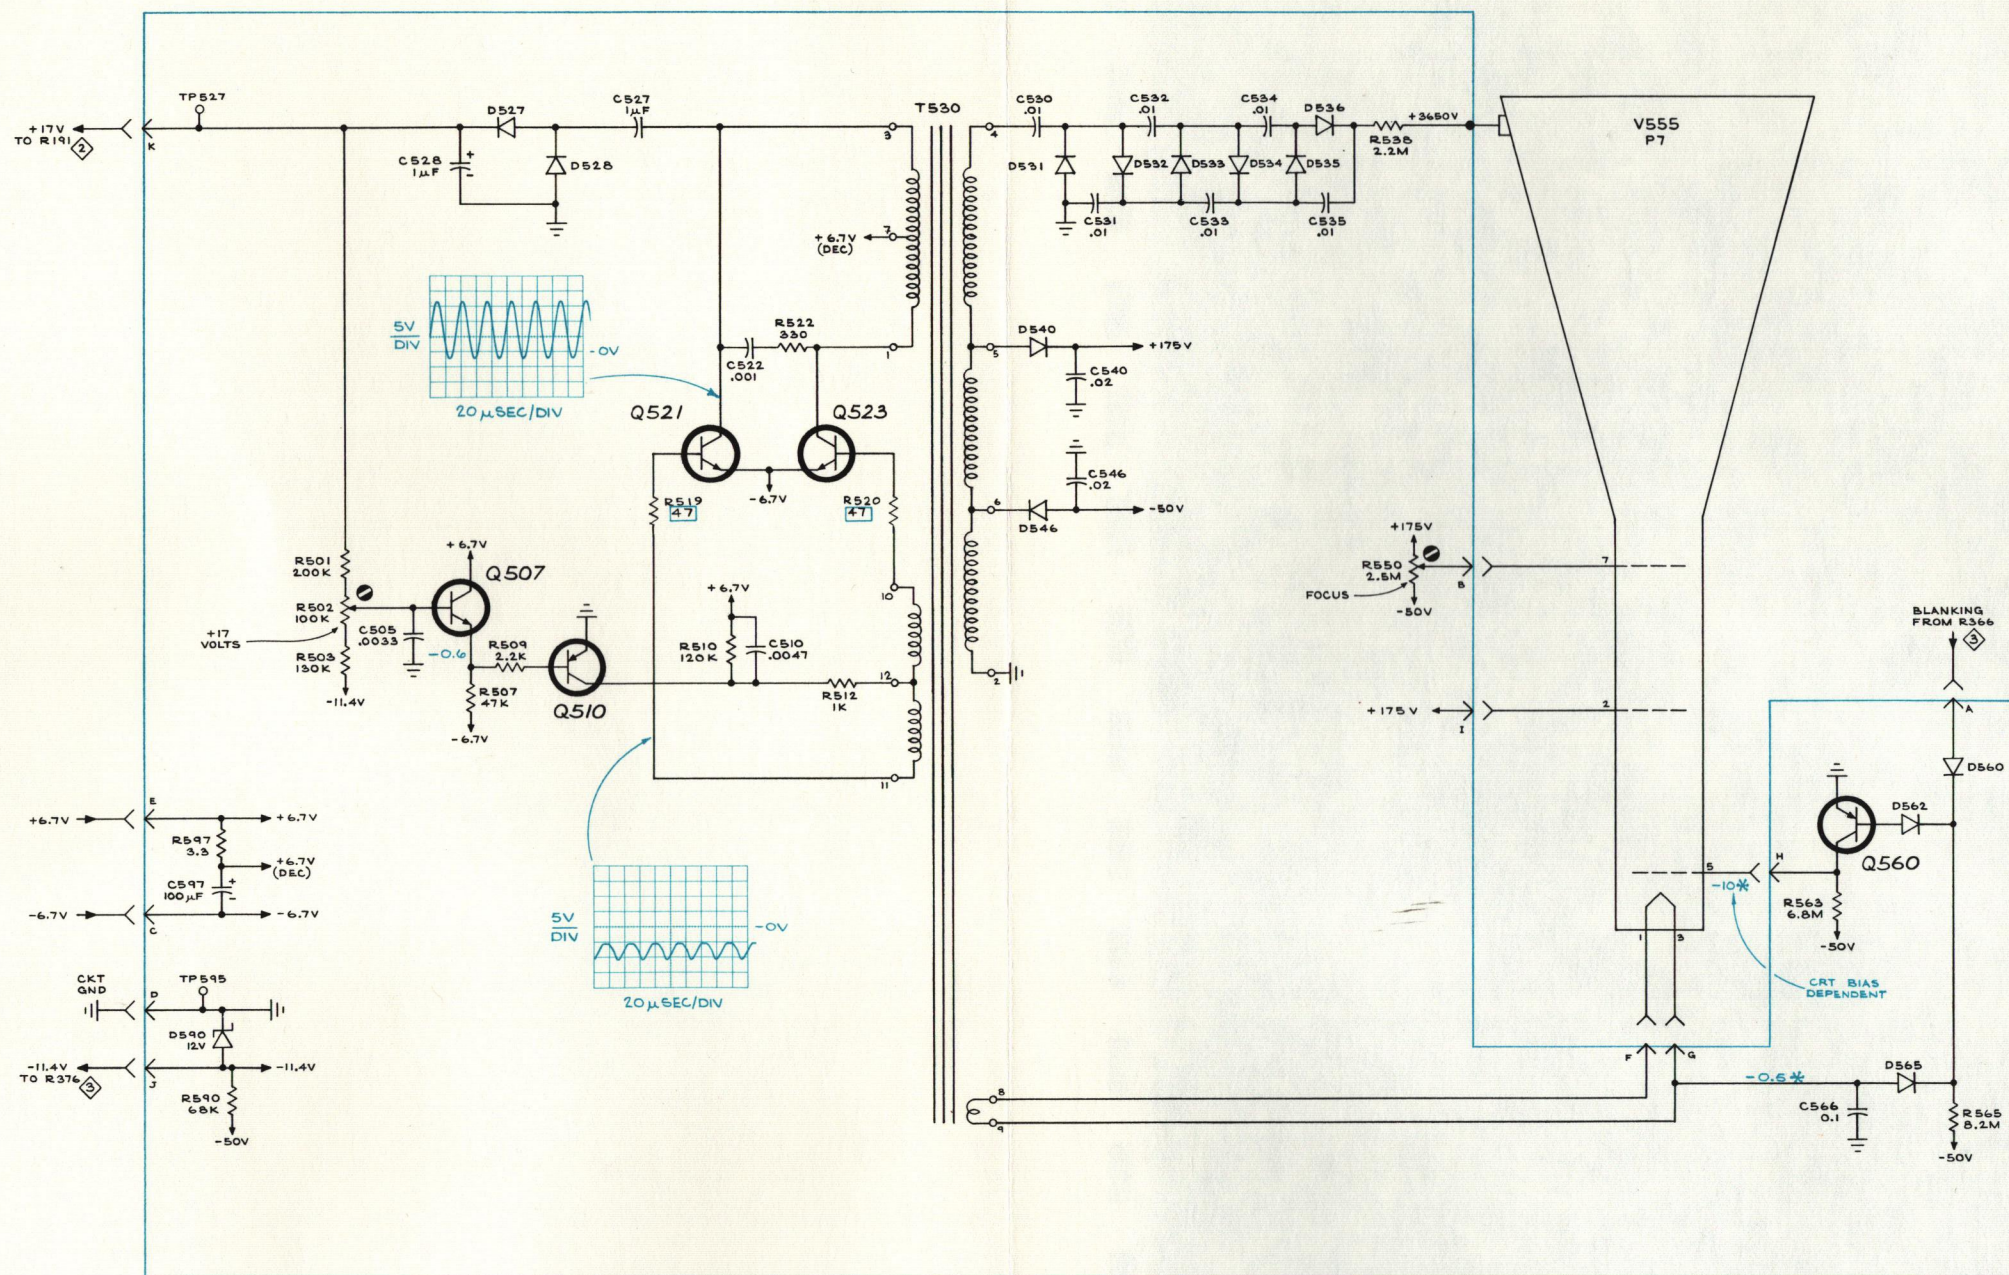 TP527
+17V
TO R191 2
K
D527
C527
1µF
C528
1µF
+
-
D528
T530
3
4
7
+6.7V
(DEC)
1
C530
.01
C532
.01
C534
.01
D536
R538
2.2M
+3650V
D531
D532
D533
D534
D535
C531
.01
C533
.01
C535
.01
V555
P7
5V
DIV
-0V
20µSEC/DIV
R522
330
C522
.001
5
D540
+175V
C540
.02
Q521
Q523
-6.7V
R519
47
R520
47
C546
.02
6
D546
-50V
R501
200K
R502
100K
+17
VOLTS
R503
130K
-11.4V
C505
.0033
+6.7V
Q507
-0.6
R509
2.2K
R507
47K
-6.7V
Q510
+6.7V
R510
120K
C510
.0047
R512
1K
10
12
11
2
+175V
R550
2.5M
FOCUS
-50V
B
7
+175V
I
2
BLANKING
FROM R366
3
A
D560
D562
Q560
H
5
-10*
R563
6.8M
-50V
CRT BIAS
DEPENDENT
1
3
F
G
-0.5*
D565
C566
0.1
R565
8.2M
-50V
8
9
+6.7V
E
+6.7V
R597
3.3
+6.7V
(DEC)
C597
100µF
+
-
-6.7V
C
-6.7V
CKT
GND
D
TP595
D590
12V
-11.4V
TO R376 3
J
-11.4V
R590
68K
-50V
5V
DIV
-0V
20µSEC/DIV